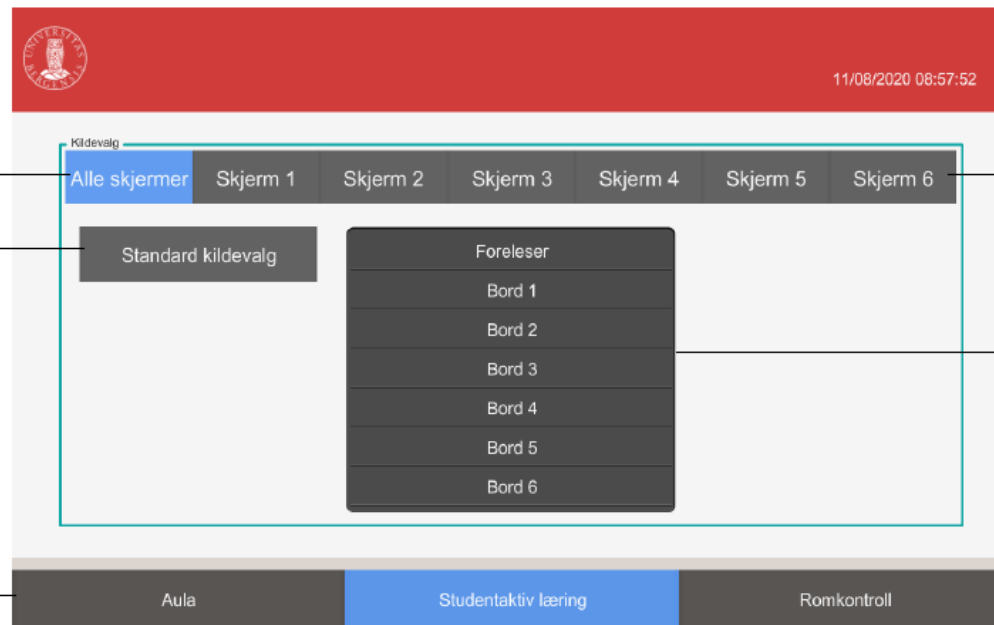 UNIVERSITAS BERGENSIS
11/08/2020 08:57:52
Kildevalg
Alle skjermer Skjerm 1 Skjerm 2 Skjerm 3 Skjerm 4 Skjerm 5 Skjerm 6
Standard kildevalg
Foreleser
Bord 1
Bord 2
Bord 3
Bord 4
Bord 5
Bord 6
Aula Studentaktiv læring Romkontroll